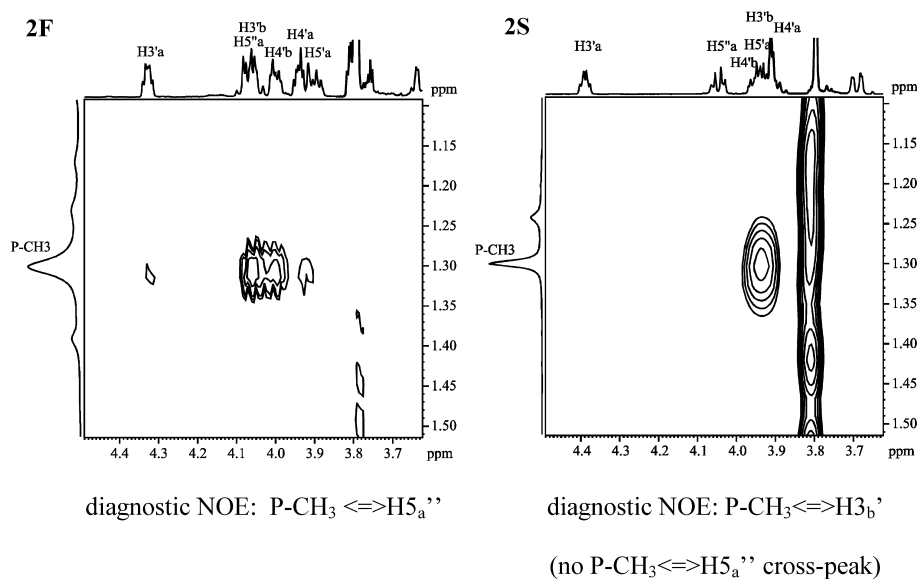 2F
H3'b
H4'a
H3'a
H5''a
H4'b
H5'a
ppm
P-CH3
1.15
1.20
1.25
1.30
1.35
1.40
1.45
1.50
4.4
4.3
4.2
4.1
4.0
3.9
3.8
3.7
ppm
diagnostic NOE: P-CH₃ <=>H5ₐ’’
2S
H3'b
H4'a
H3'a
H5''a
H5'a
H4'b
ppm
P-CH3
1.15
1.20
1.25
1.30
1.35
1.40
1.45
1.50
4.4
4.3
4.2
4.1
4.0
3.9
3.8
3.7
ppm
diagnostic NOE: P-CH₃<=>H3b’
(no P-CH₃<=>H5ₐ’’ cross-peak)